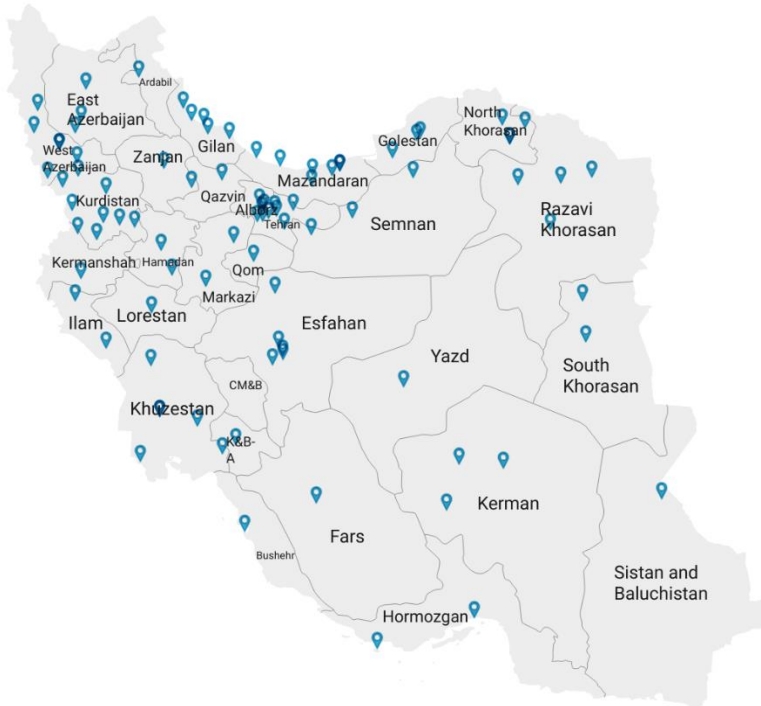 Ardabil
East
Azerbaijan
North
Khorasan
Golestan
West
Azerbaijan
Zanjan
Gilan
Mazandaran
Kurdistan
Qazvin
Alborz
Tehran
Semnan
Razavi
Khorasan
Kermanshah
Hamedan
Qom
Markazi
Ilam
Lorestan
Esfahan
Yazd
South
Khorasan
CM&B
Khuzestan
K&B-
A
Kerman
Fars
Bushehr
Sistan and
Baluchistan
Hormozgan